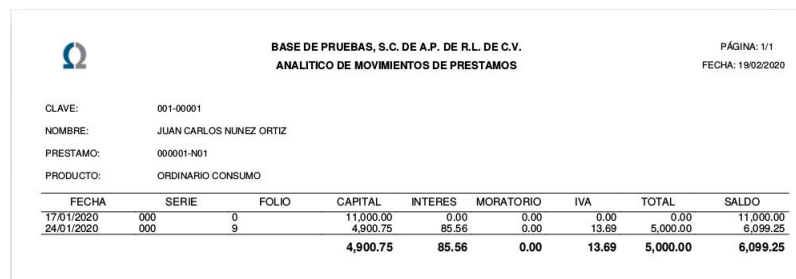 BASE DE PRUEBAS, S.C. DE A.P. DE R.L. DE C.V. PÁGINA: 1/1
ANALITICO DE MOVIMIENTOS DE PRESTAMOS FECHA: 19/02/2020
CLAVE: 001-00001
NOMBRE: JUAN CARLOS NUNEZ ORTIZ
PRESTAMO: 000001-N01
PRODUCTO: ORDINARIO CONSUMO
FECHA SERIE FOLIO CAPITAL INTERES MORATORIO IVA TOTAL SALDO
17/01/2020 000 0 11,000.00 0.00 0.00 0.00 0.00 11,000.00
24/01/2020 000 9 4,900.75 85.56 0.00 13.69 5,000.00 6,099.25
4,900.75 85.56 0.00 13.69 5,000.00 6,099.25